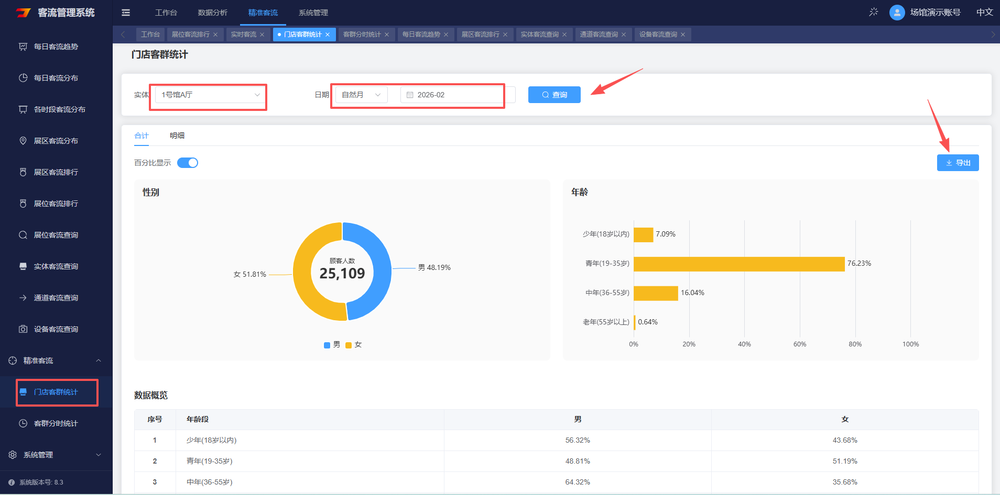 客流管理系统
工作台 数据分析 精准客流 系统管理
场馆演示账号 中文
工作台 展位客流排行 实时客流 门店客群统计 客群分时统计 每日客流趋势 展区客流排行 实体客流查询 通道客流查询 设备客流查询
每日客流趋势
每日客流分布
各时段客流分布
展区客流分布
展区客流排行
展位客流排行
展位客流查询
实体客流查询
通道客流查询
设备客流查询
精准客流
门店客群统计
客群分时统计
系统管理
系统版本号: 8.3
门店客群统计
实体 1号馆A厅 日期 自然月 2026-02 查询
合计 明细
百分比显示 导出
性别
顾客人数
25,109
女 51.81%
男 48.19%
男 女
年龄
少年(18岁以内) 7.09%
青年(19-35岁) 76.23%
中年(36-55岁) 16.04%
老年(55岁以上) 0.64%
0% 20% 40% 60% 80% 100%
数据概览
序号 年龄段 男 女
1 少年(18岁以内) 56.32% 43.68%
2 青年(19-35岁) 48.81% 51.19%
3 中年(36-55岁) 64.32% 35.68%